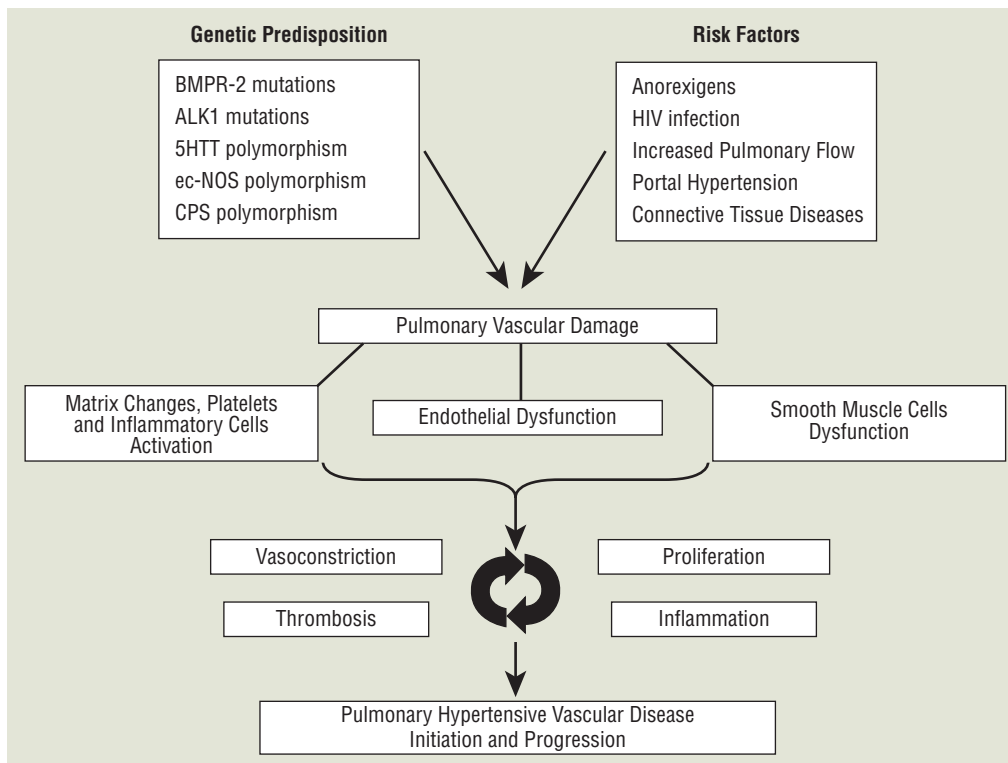 Genetic Predisposition
BMPR-2 mutations
ALK1 mutations
5HTT polymorphism
ec-NOS polymorphism
CPS polymorphism
Risk Factors
Anorexigens
HIV infection
Increased Pulmonary Flow
Portal Hypertension
Connective Tissue Diseases
Pulmonary Vascular Damage
Matrix Changes, Platelets
and Inflammatory Cells
Activation
Endothelial Dysfunction
Smooth Muscle Cells
Dysfunction
Vasoconstriction
Proliferation
Thrombosis
Inflammation
Pulmonary Hypertensive Vascular Disease
Initiation and Progression